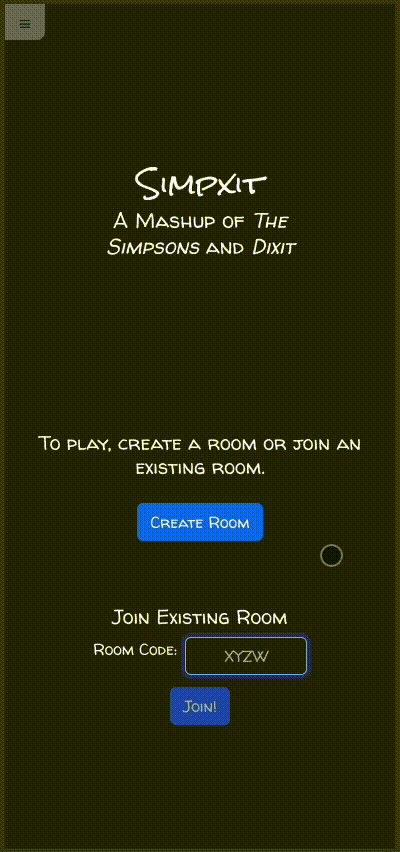 ≡
Simpxit
A Mashup of The
Simpsons and Dixit
To play, create a room or join an
existing room.
Create Room
Join Existing Room
Room Code: XYZW
Join!